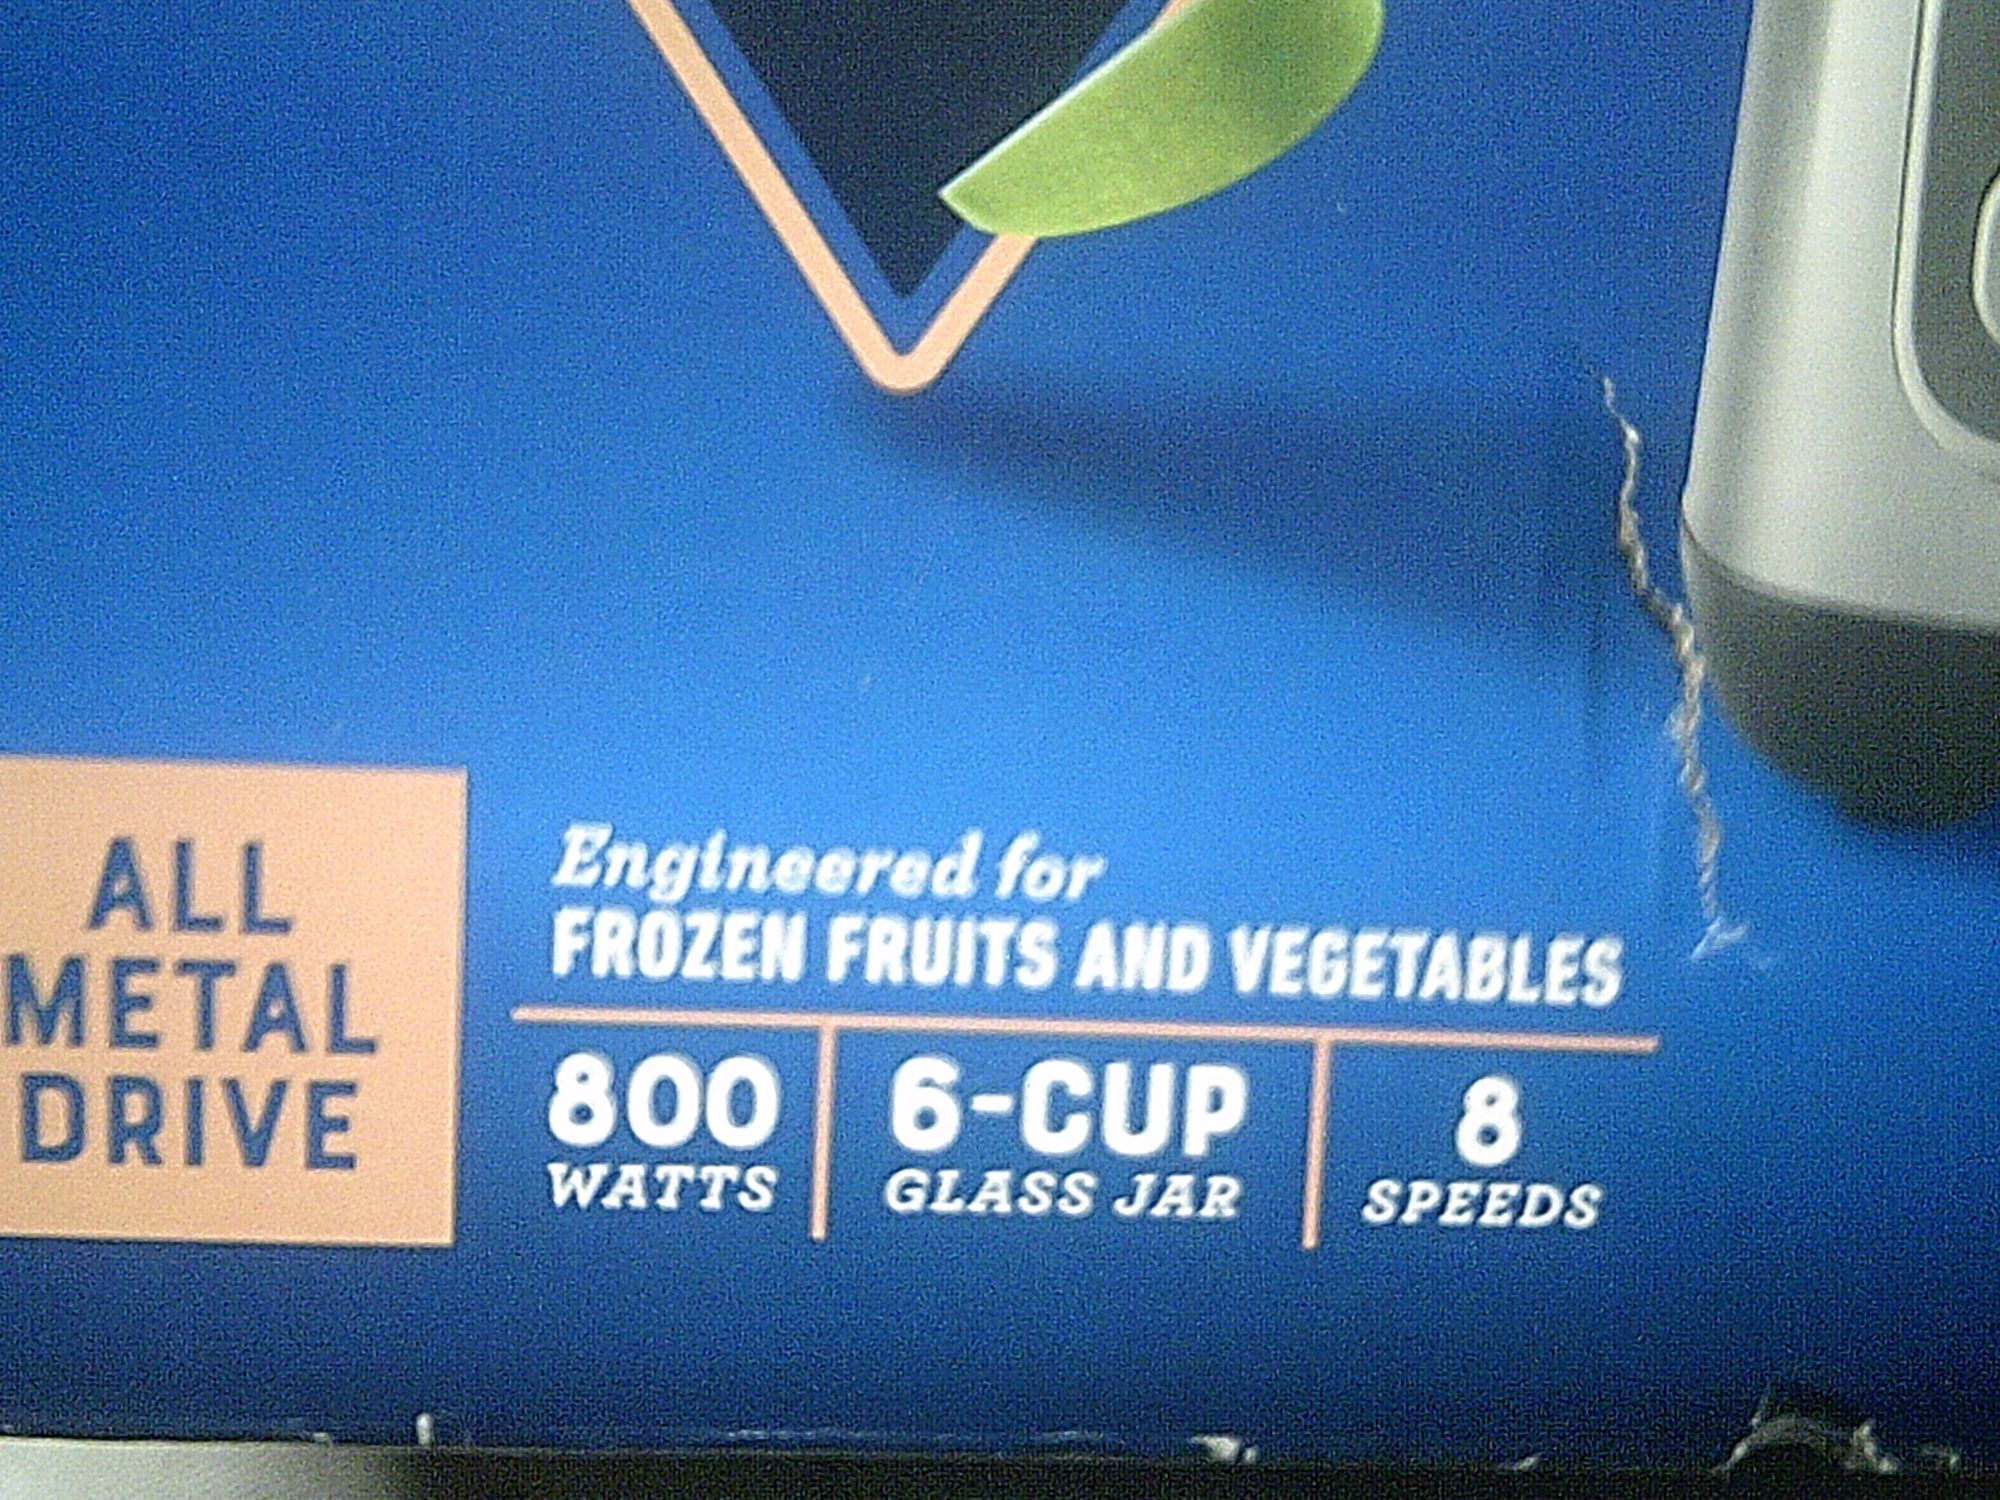 ALL
METAL
DRIVE
Engineered for
FROZEN FRUITS AND VEGETABLES
800
WATTS
6-CUP
GLASS JAR
8
SPEEDS